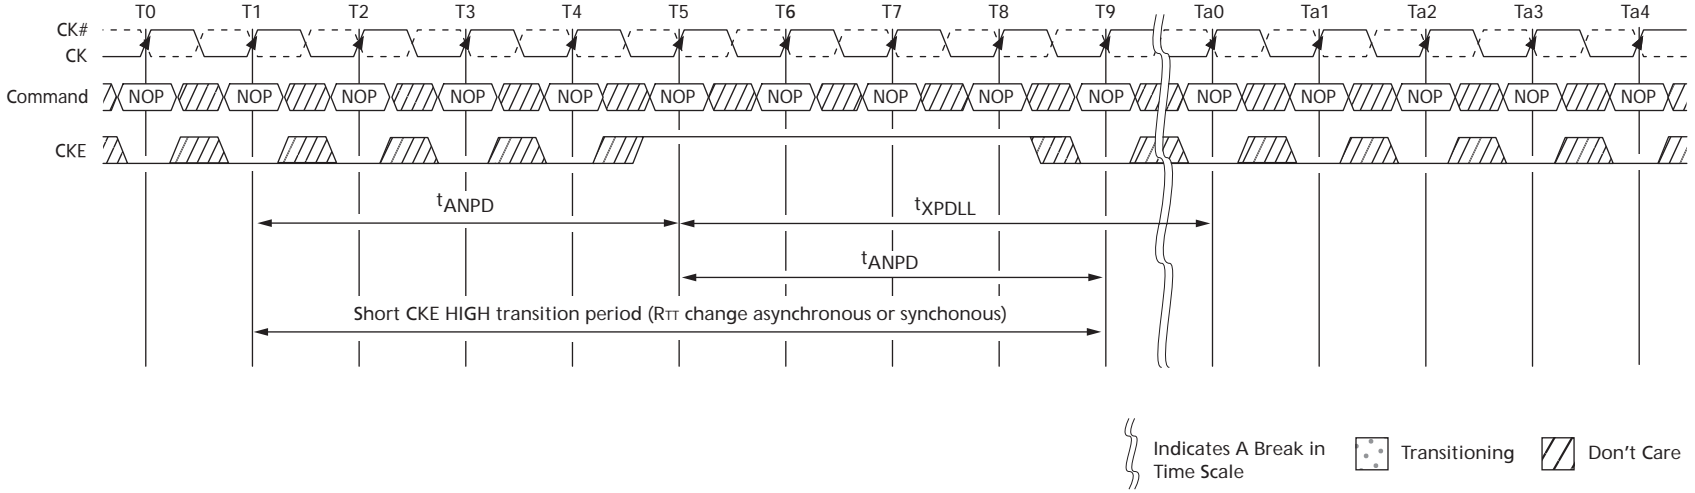 T0 T1 T2 T3 T4 T5 T6 T7 T8 T9 Ta0 Ta1 Ta2 Ta3 Ta4
CK#
CK
Command NOP NOP NOP NOP NOP NOP NOP NOP NOP NOP NOP NOP NOP NOP NOP
CKE
tANPD
tXPDLL
tANPD
Short CKE HIGH transition period (RTT change asynchronous or synchonous)
Indicates A Break in
Time Scale
Transitioning
Don't Care